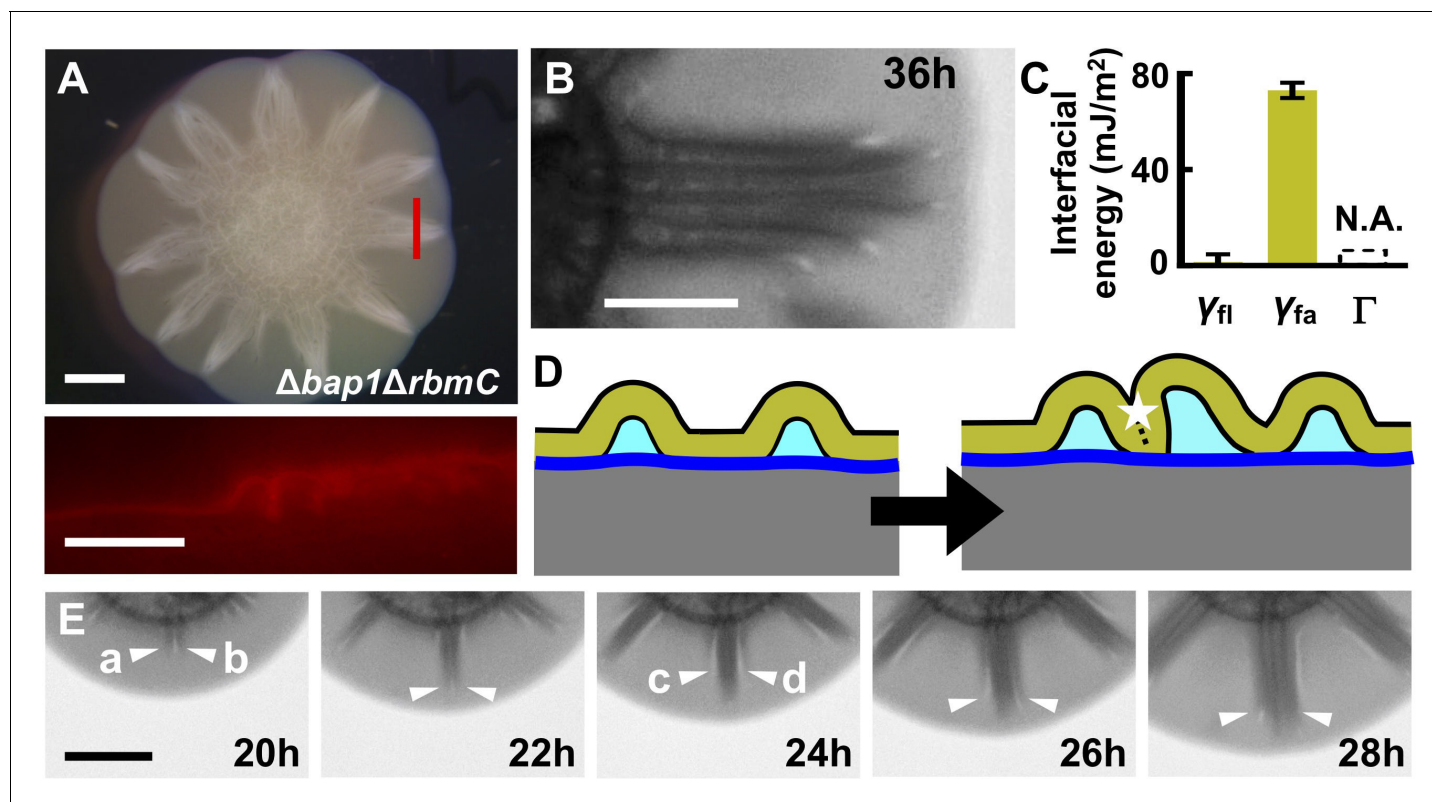 A
Δbap1ΔrbmC
B
36h
C
Interfacial
energy (mJ/m²)
80
40
0
N.A.
γfl
γfa
Γ
D
E
a
b
20h
22h
c
d
24h
26h
28h